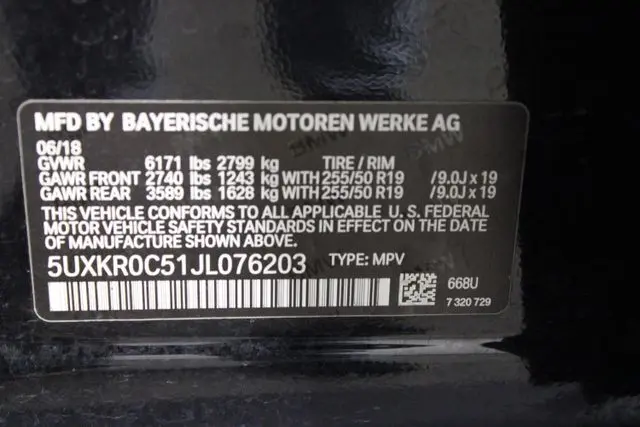 MFD BY BAYERISCHE MOTOREN WERKE AG
06/18
GVWR 6171 lbs 2799 kg TIRE / RIM
GAWR FRONT 2740 lbs 1243 kg WITH 255/50 R19 /9.0J x 19
GAWR REAR 3589 lbs 1628 kg WITH 255/50 R19 /9.0J x 19
THIS VEHICLE CONFORMS TO ALL APPLICABLE U. S. FEDERAL
MOTOR VEHICLE SAFETY STANDARDS IN EFFECT ON THE DATE
OF MANUFACTURE SHOWN ABOVE.
5UXKR0C51JL076203 TYPE: MPV
668U
7 320 729